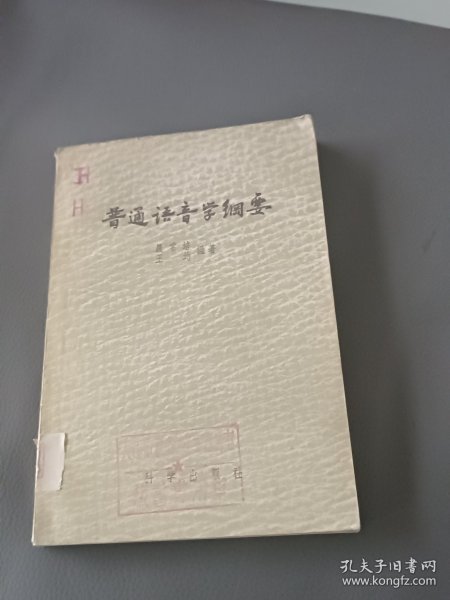 H
H
普通语音学纲要
罗常培
王均 编著
科学出版社
孔夫子旧书网
www.kongfz.com